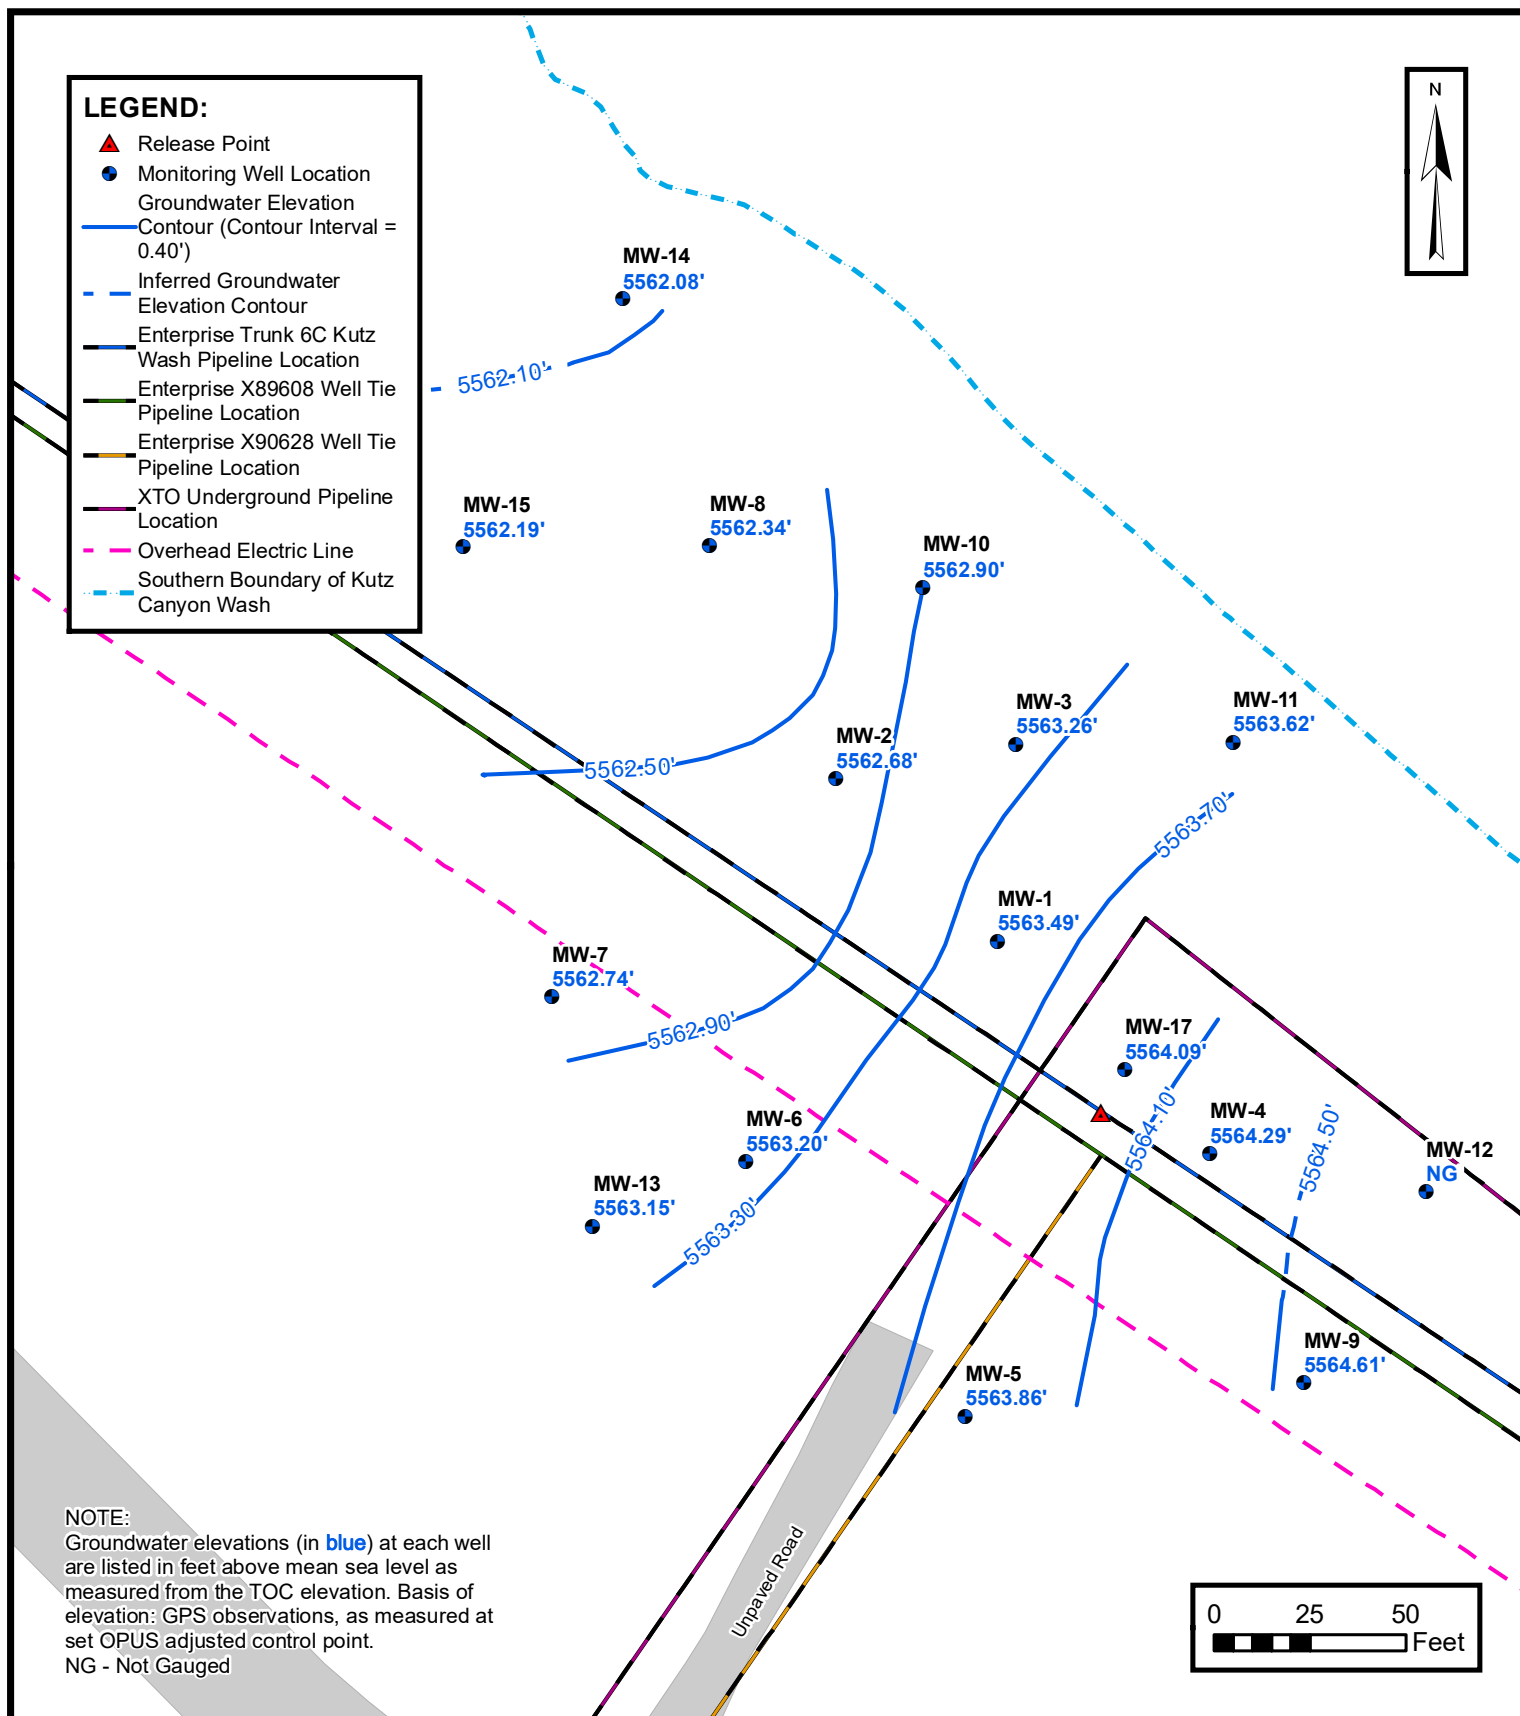 LEGEND:
Release Point
Monitoring Well Location
Groundwater Elevation
Contour (Contour Interval =
0.40')
Inferred Groundwater
Elevation Contour
Enterprise Trunk 6C Kutz
Wash Pipeline Location
Enterprise X89608 Well Tie
Pipeline Location
Enterprise X90628 Well Tie
Pipeline Location
XTO Underground Pipeline
Location
Overhead Electric Line
Southern Boundary of Kutz
Canyon Wash
N
MW-14
5562.08'
5562.10'
MW-15
5562.19'
MW-8
5562.34'
MW-10
5562.90'
MW-3
5563.26'
MW-11
5563.62'
MW-2
5562.68'
5562.50'
5563.70'
MW-1
5563.49'
MW-7
5562.74'
5562.90'
MW-17
5564.09'
MW-4
5564.29'
5564.10'
5564.50'
MW-12
NG
MW-6
5563.20'
MW-13
5563.15'
5563.30'
MW-9
5564.61'
MW-5
5563.86'
Unpaved Road
NOTE:
Groundwater elevations (in blue) at each well
are listed in feet above mean sea level as
measured from the TOC elevation. Basis of
elevation: GPS observations, as measured at
set OPUS adjusted control point.
NG - Not Gauged
0 25 50
Feet